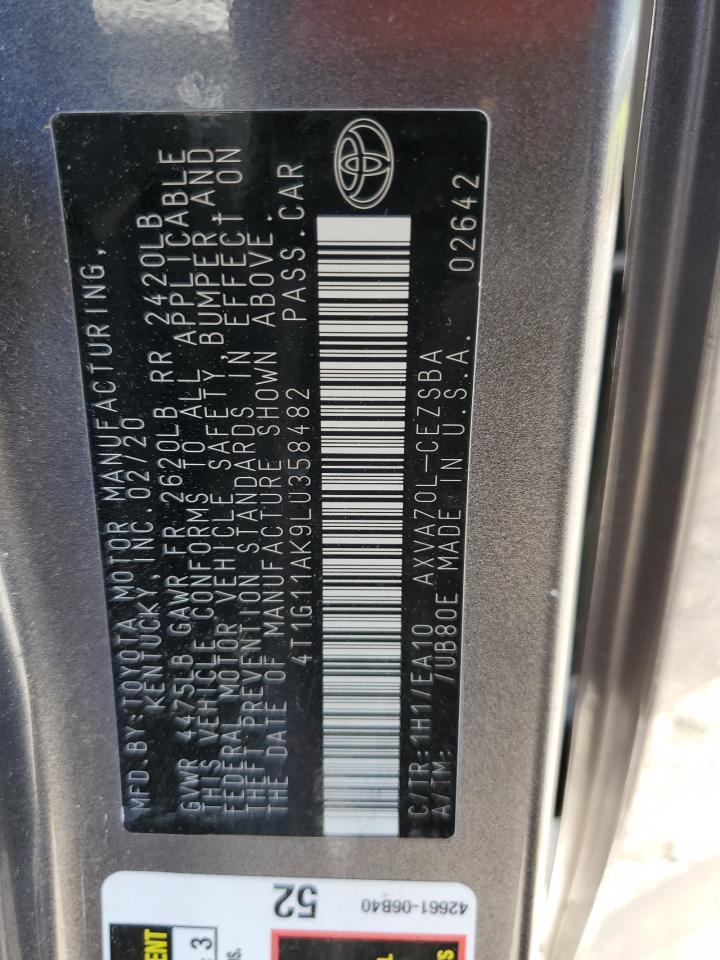 MFD. BY: TOYOTA MOTOR MANUFACTURING,
KENTUCKY, INC. 02/20
GVWR 4475LB GAWR FR 2620LB RR 2420LB
THIS VEHICLE CONFORMS TO ALL APPLICABLE
FEDERAL MOTOR VEHICLE SAFETY, BUMPER AND
THEFT PREVENTION STANDARDS IN EFFECT ON
THE DATE OF MANUFACTURE SHOWN ABOVE.
4T1G11AK9LU358482 PASS.CAR
C/TR: 1H1/EA10 AXVA70L-CEZSBA 02642
A/TM: /UB80E MADE IN U.S.A.
52
42661-06B40
3